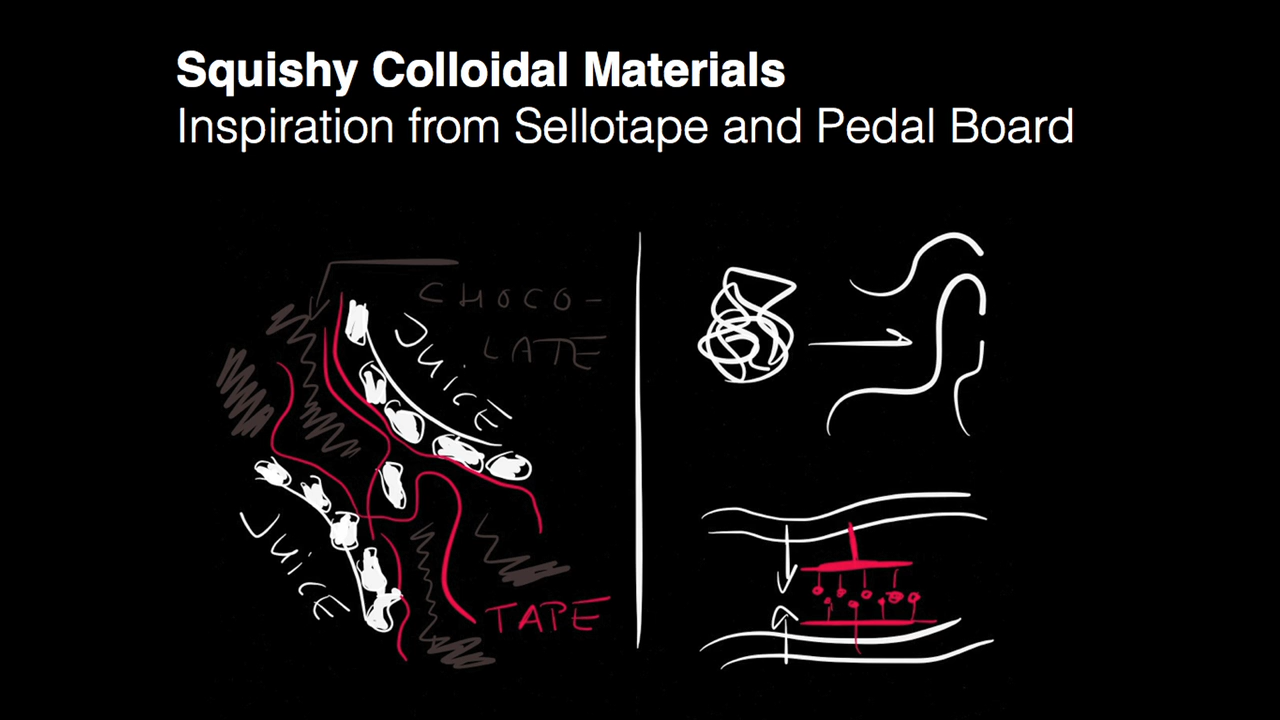 Squishy Colloidal Materials
Inspiration from Sellotape and Pedal Board
CHOCO-
LATE
JUiCE
JUiCE
TAPE